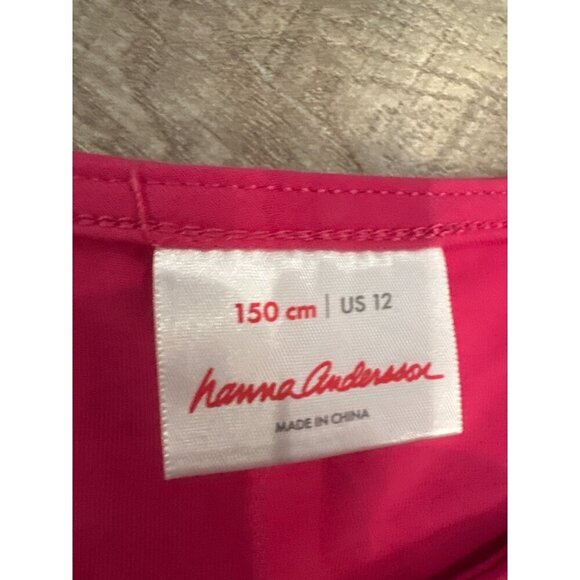 150 cm | US 12
hanna andersson
MADE IN CHINA